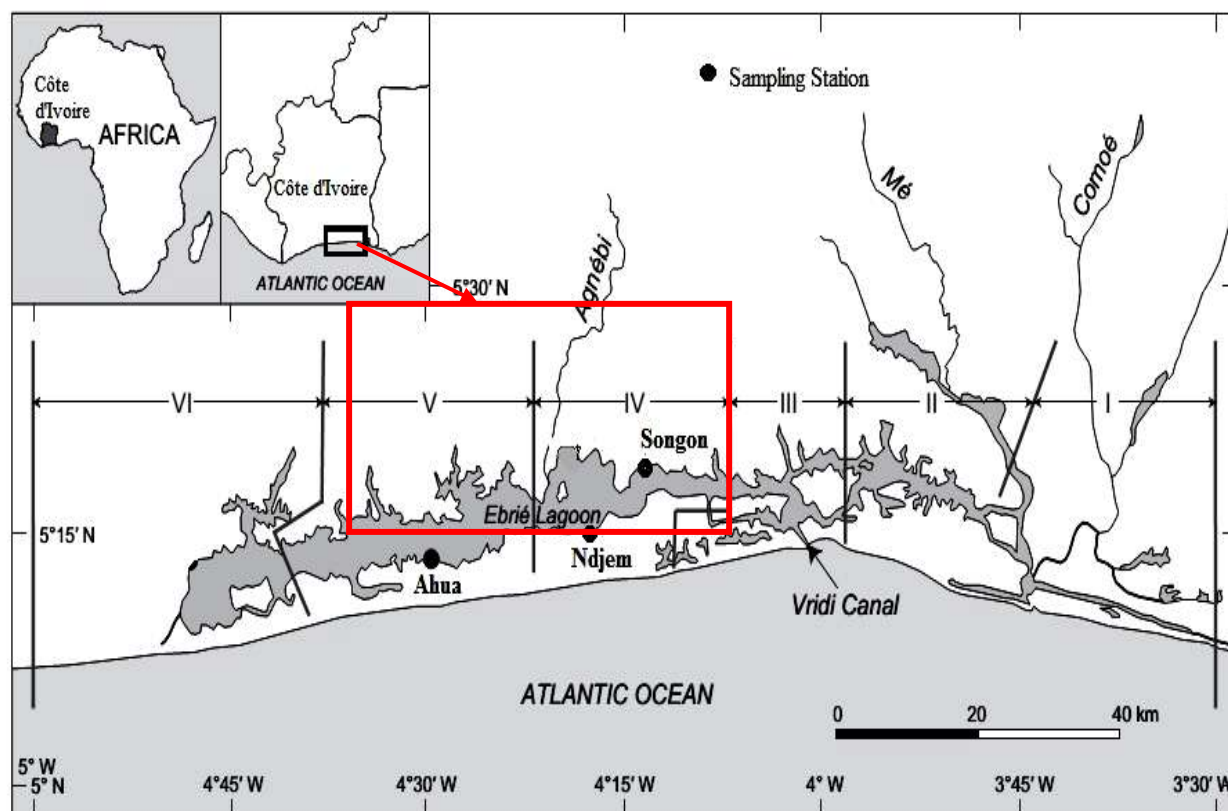 Côte
d'Ivoire
AFRICA
Côte d'Ivoire
ATLANTIC OCEAN
Sampling Station
Agnébi
Mé
Comoé
5°30' N
VI
V
IV
III
II
I
Songon
Ebrié Lagoon
5°15' N
Ndjem
Ahua
Vridi Canal
ATLANTIC OCEAN
0 20 40 km
5° W
5° N
4°45' W 4°30' W 4°15' W 4° W 3°45' W 3°30' W